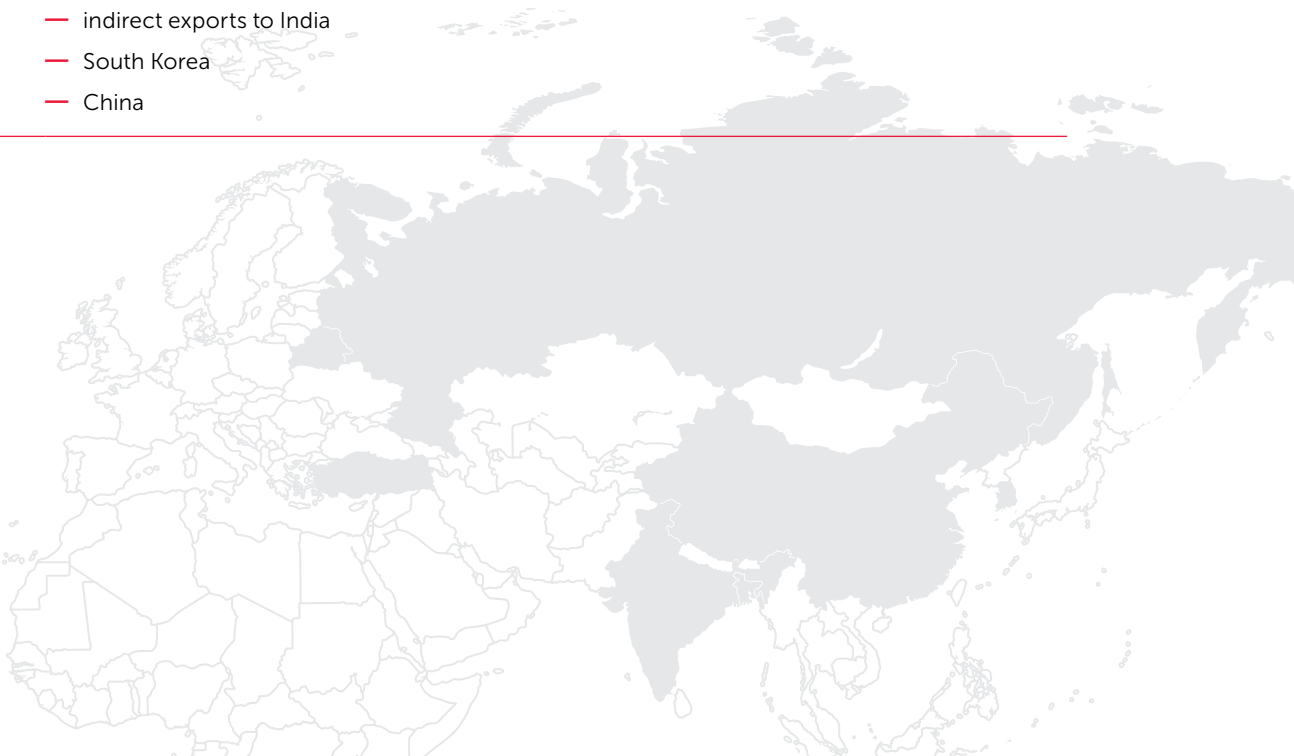 — indirect exports to India
— South Korea
— China